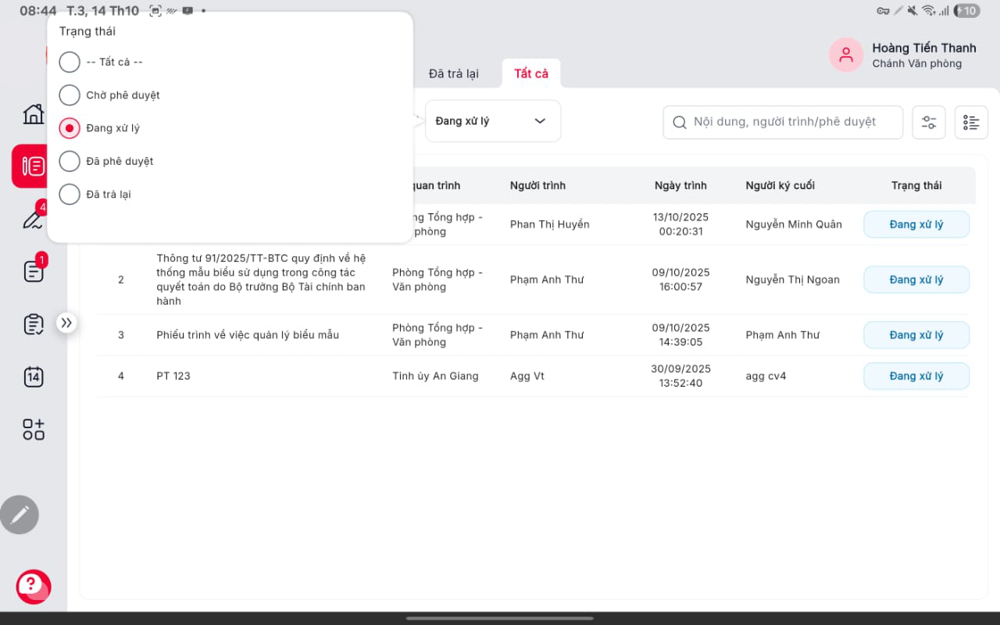 08:44 T.3, 14 Th10
10
Trạng thái
-- Tất cả --
Chờ phê duyệt
Đang xử lý
Đã phê duyệt
Đã trả lại
Đã trả lại
Tất cả
Hoàng Tiến Thanh
Chánh Văn phòng
Đang xử lý
Nội dung, người trình/phê duyệt
4
1
14
quan trình
Người trình
Ngày trình
Người ký cuối
Trạng thái
ng Tổng hợp -
phòng
Phan Thị Huyền
13/10/2025
00:20:31
Nguyễn Minh Quân
Đang xử lý
2
Thông tư 91/2025/TT-BTC quy định về hệ
thống mẫu biểu sử dụng trong công tác
quyết toán do Bộ trưởng Bộ Tài chính ban
hành
Phòng Tổng hợp -
Văn phòng
Phạm Anh Thư
09/10/2025
16:00:57
Nguyễn Thị Ngoan
Đang xử lý
3
Phiếu trình về việc quản lý biểu mẫu
Phòng Tổng hợp -
Văn phòng
Phạm Anh Thư
09/10/2025
14:39:05
Phạm Anh Thư
Đang xử lý
4
PT 123
Tỉnh ủy An Giang
Agg Vt
30/09/2025
13:52:40
agg cv4
Đang xử lý
?